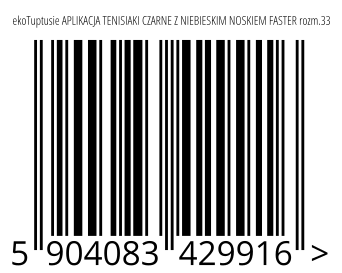 ekoTuptusie APLIKACJA TENISIAKI CZARNE Z NIEBIESKIM NOSKIEM FASTER rozm.33
5 904083 429916 >